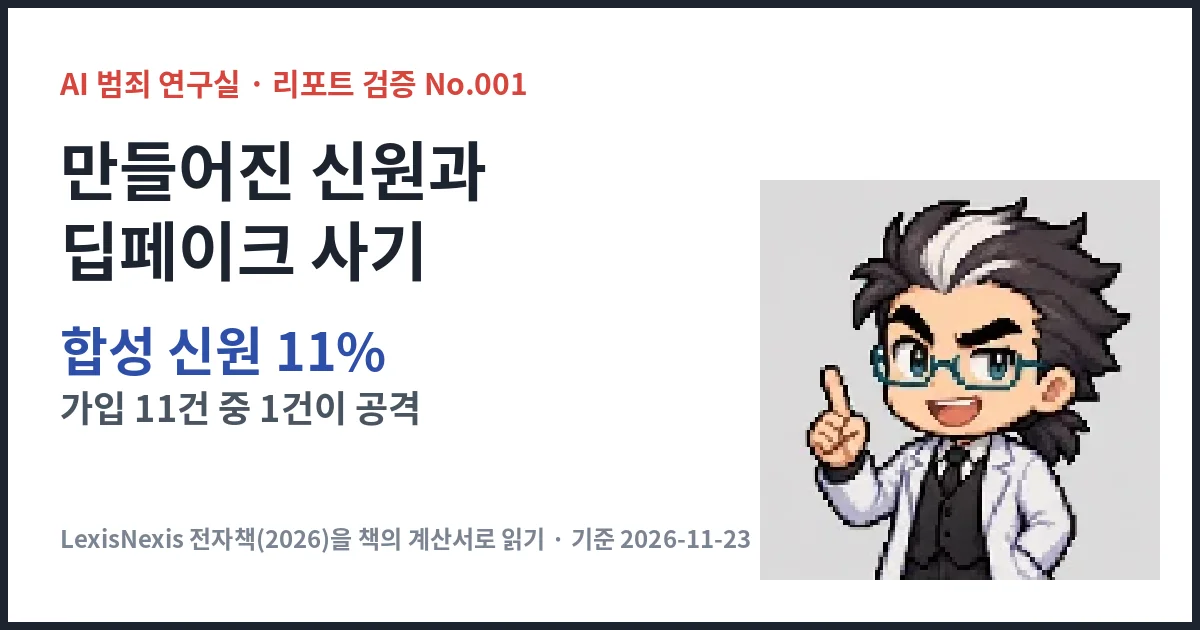 AI 범죄 연구실 · 리포트 검증 No.001
만들어진 신원과
딥페이크 사기
합성 신원 11%
가입 11건 중 1건이 공격
LexisNexis 전자책(2026)을 책의 계산서로 읽기 · 기준 2026-11-23